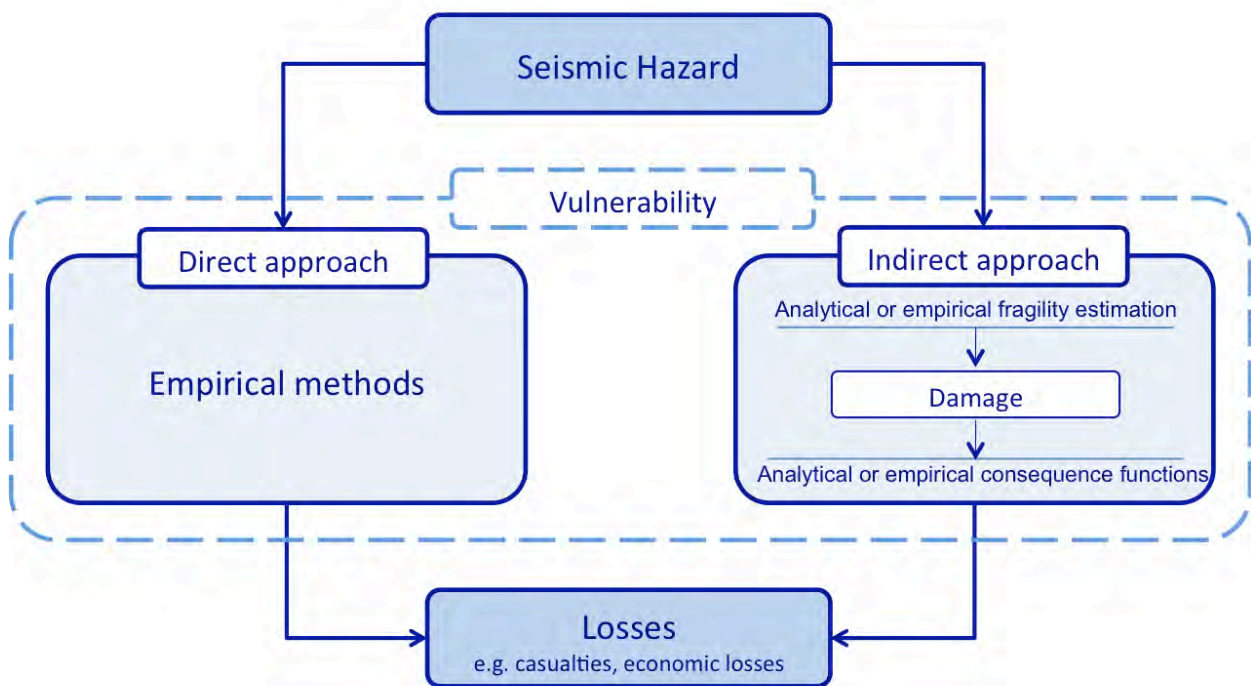 Seismic Hazard
Vulnerability
Direct approach
Empirical methods
Indirect approach
Analytical or empirical fragility estimation
Damage
Analytical or empirical consequence functions
Losses
e.g. casualties, economic losses